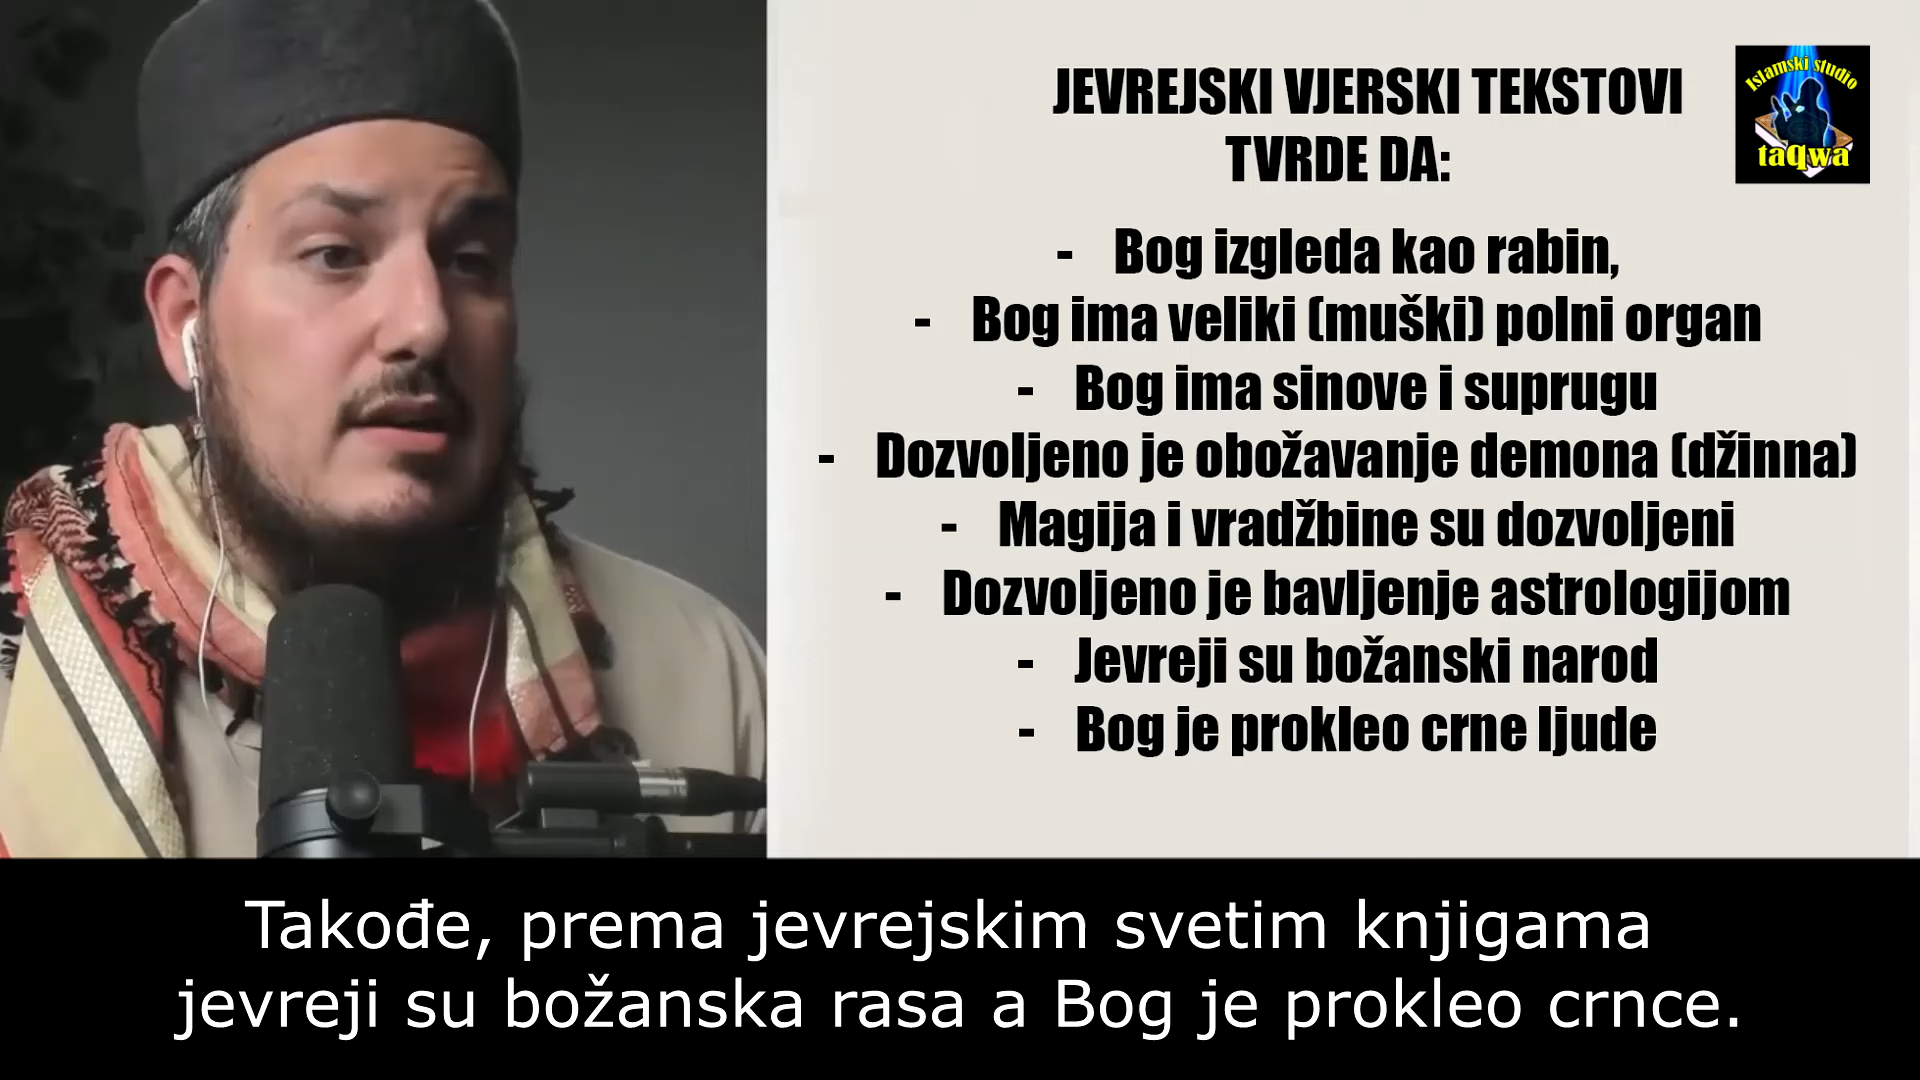 JEVREJSKI VJERSKI TEKSTOVI
TVRDE DA:
Islamski studio
taqwa
- Bog izgleda kao rabin,
- Bog ima veliki (muški) polni organ
- Bog ima sinove i suprugu
- Dozvoljeno je obožavanje demona (džinna)
- Magija i vradžbine su dozvoljeni
- Dozvoljeno je bavljenje astrologijom
- Jevreji su božanski narod
- Bog je prokleo crne ljude
Takođe, prema jevrejskim svetim knjigama
jevreji su božanska rasa a Bog je prokleo crnce.